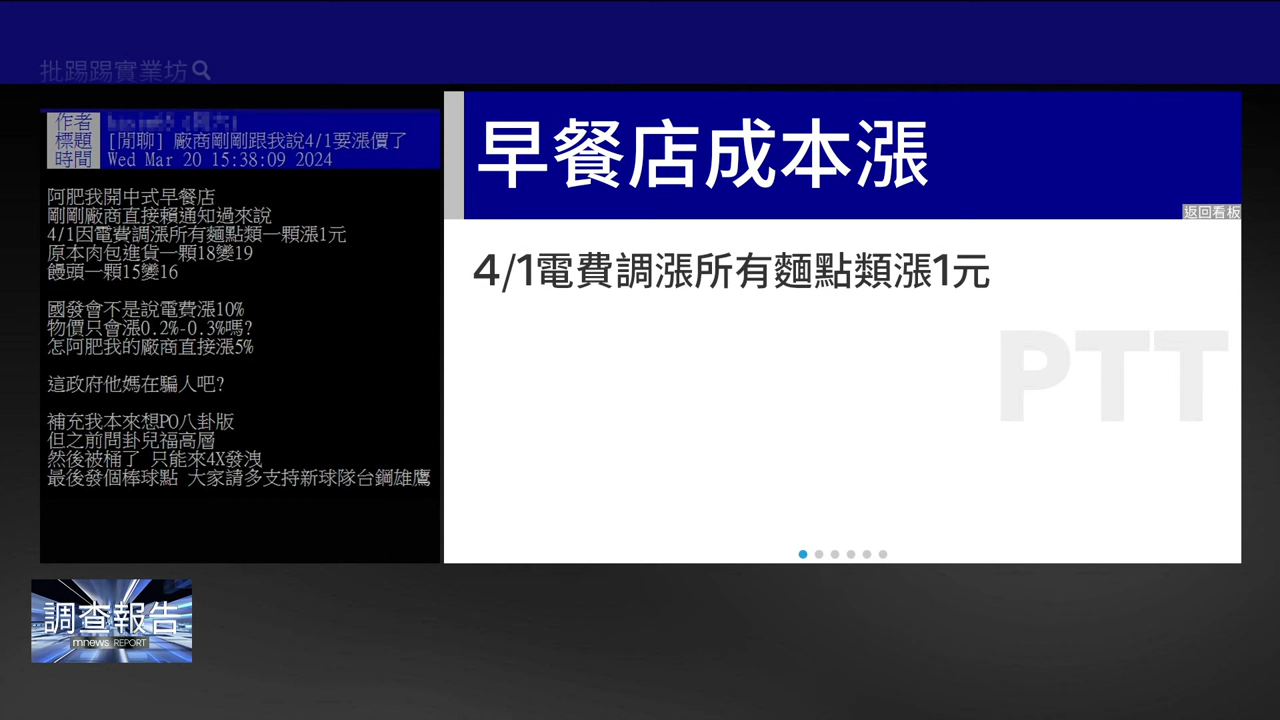 批踢踢實業坊
作者
標題 [閒聊] 廠商剛剛跟我說4/1要漲價了
時間 Wed Mar 20 15:38:09 2024
阿肥我開中式早餐店
剛剛廠商直接賴通知過來說
4/1因電費調漲所有麵點類一顆漲1元
原本肉包進貨一顆18變19
饅頭一顆15變16
國發會不是說電費漲10%
物價只會漲0.2%-0.3%嗎?
怎阿肥我的廠商直接漲5%
這政府他媽在騙人吧?
補充我本來想PO八卦版
但之前問卦兒福高層
然後被桶了 只能來4X發洩
最後發個棒球點 大家請多支持新球隊台鋼雄鷹
早餐店成本漲
返回看板
4/1電費調漲所有麵點類漲1元
PTT
調查報告
mnews REPORT